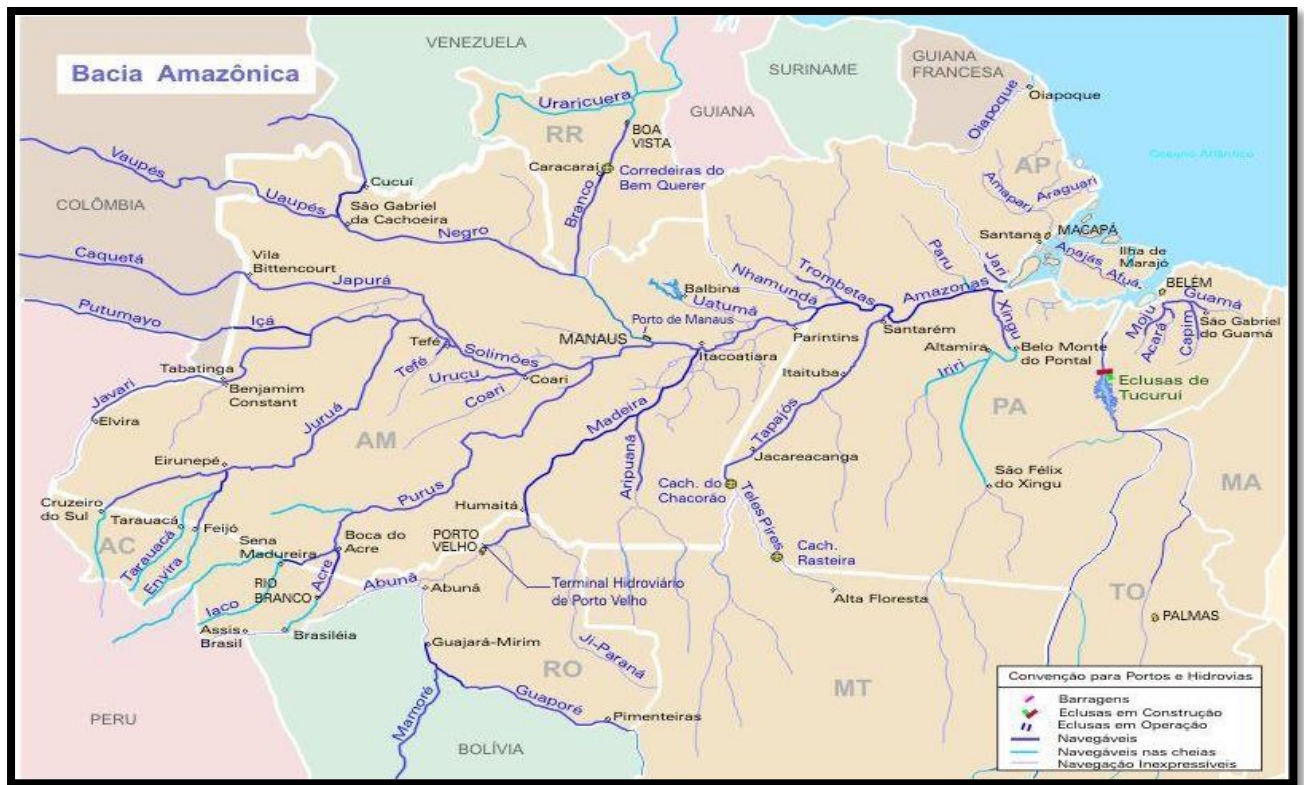 Bacia Amazônica
VENEZUELA
SURINAME
GUIANA
FRANCESA
GUIANA
Oiapoque
Oiapoque
Uraricuera
RR
BOA
VISTA
Caracaraí
Corredeiras do
Bem Querer
Branco
AP
Amapari
Araguari
Oceano Atlântico
Vaupés
Cucuí
COLÔMBIA
Uaupés
São Gabriel
da Cachoeira
Negro
Santana
MACAPÁ
Anajás
Afuá
Ilha de
Marajó
Caquetá
Vila
Bittencourt
Japurá
Balbina
Uatumã
Nhamundá
Trombetas
Paru
Jari
Amazonas
Xingu
BELÉM
Guamá
Moju
Acará
Capim
São Gabriel
do Guamá
Putumayo
Içá
Porto de Manaus
MANAUS
Itacoatiara
Parintins
Santarém
Altamira
Belo Monte
do Pontal
Tefé
Tefé
Solimões
Urucu
Coari
Coari
Tabatinga
Benjamim
Constant
Javari
Elvira
Juruá
AM
Itaituba
Iriri
PA
Eclusas de
Tucuruí
Madeira
Tapajós
Jacareacanga
Eirunepé
Purus
Aripuanã
Cach. do
Chacorão
São Félix
do Xingu
MA
Cruzeiro
do Sul
Tarauacá
Feijó
Humaitá
Teles Pires
AC
Tarauacá
Envira
Sena
Madureira
Boca do
Acre
PORTO
VELHO
Cach.
Rasteira
RIO
BRANCO
Acre
Abunã
Abunã
Terminal Hidroviário
de Porto Velho
Alta Floresta
TO
PALMAS
Iaco
Assis
Brasil
Brasiléia
Guajará-Mirim
Ji-Paraná
RO
MT
Guaporé
Mamoré
Pimenteiras
PERU
BOLÍVIA
Convenção para Portos e Hidrovias
Barragens
Eclusas em Construção
Eclusas em Operação
Navegáveis
Navegáveis nas cheias
Navegação Inexpressíveis